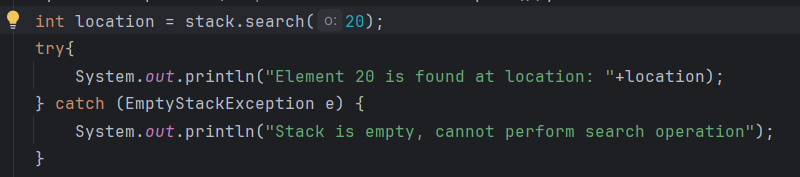 int location = stack.search( o: 20);
try{
    System.out.println("Element 20 is found at location: "+location);
} catch (EmptyStackException e) {
    System.out.println("Stack is empty, cannot perform search operation");
}